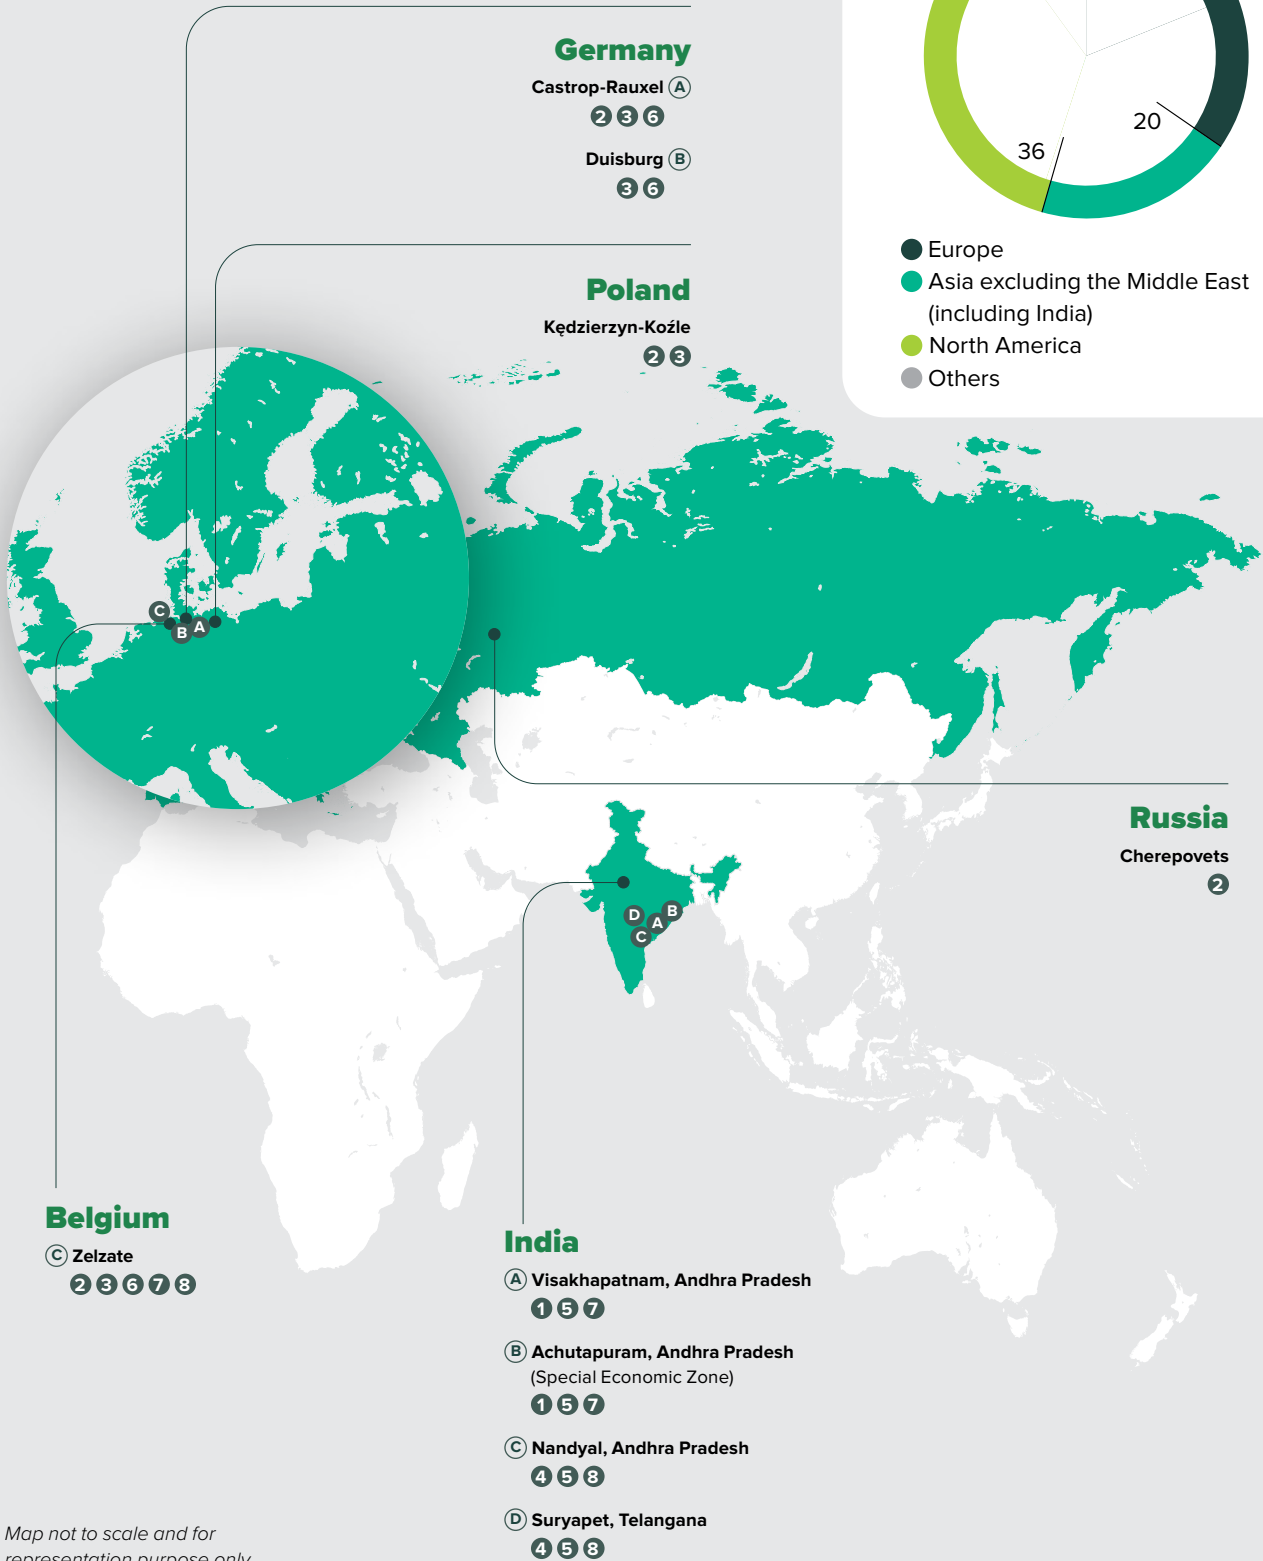 Germany
Castrop-Rauxel A
2 3 6
Duisburg B
3 6
Poland
Kędzierzyn-Koźle
2 3
20
36
Europe
Asia excluding the Middle East
(including India)
North America
Others
C
B A
Russia
Cherepovets
2
D A B
C
Belgium
C Zelzate
2 3 6 7 8
India
A Visakhapatnam, Andhra Pradesh
1 5 7
B Achutapuram, Andhra Pradesh
(Special Economic Zone)
1 5 7
C Nandyal, Andhra Pradesh
4 5 8
D Suryapet, Telangana
4 5 8
Map not to scale and for
representation purpose only